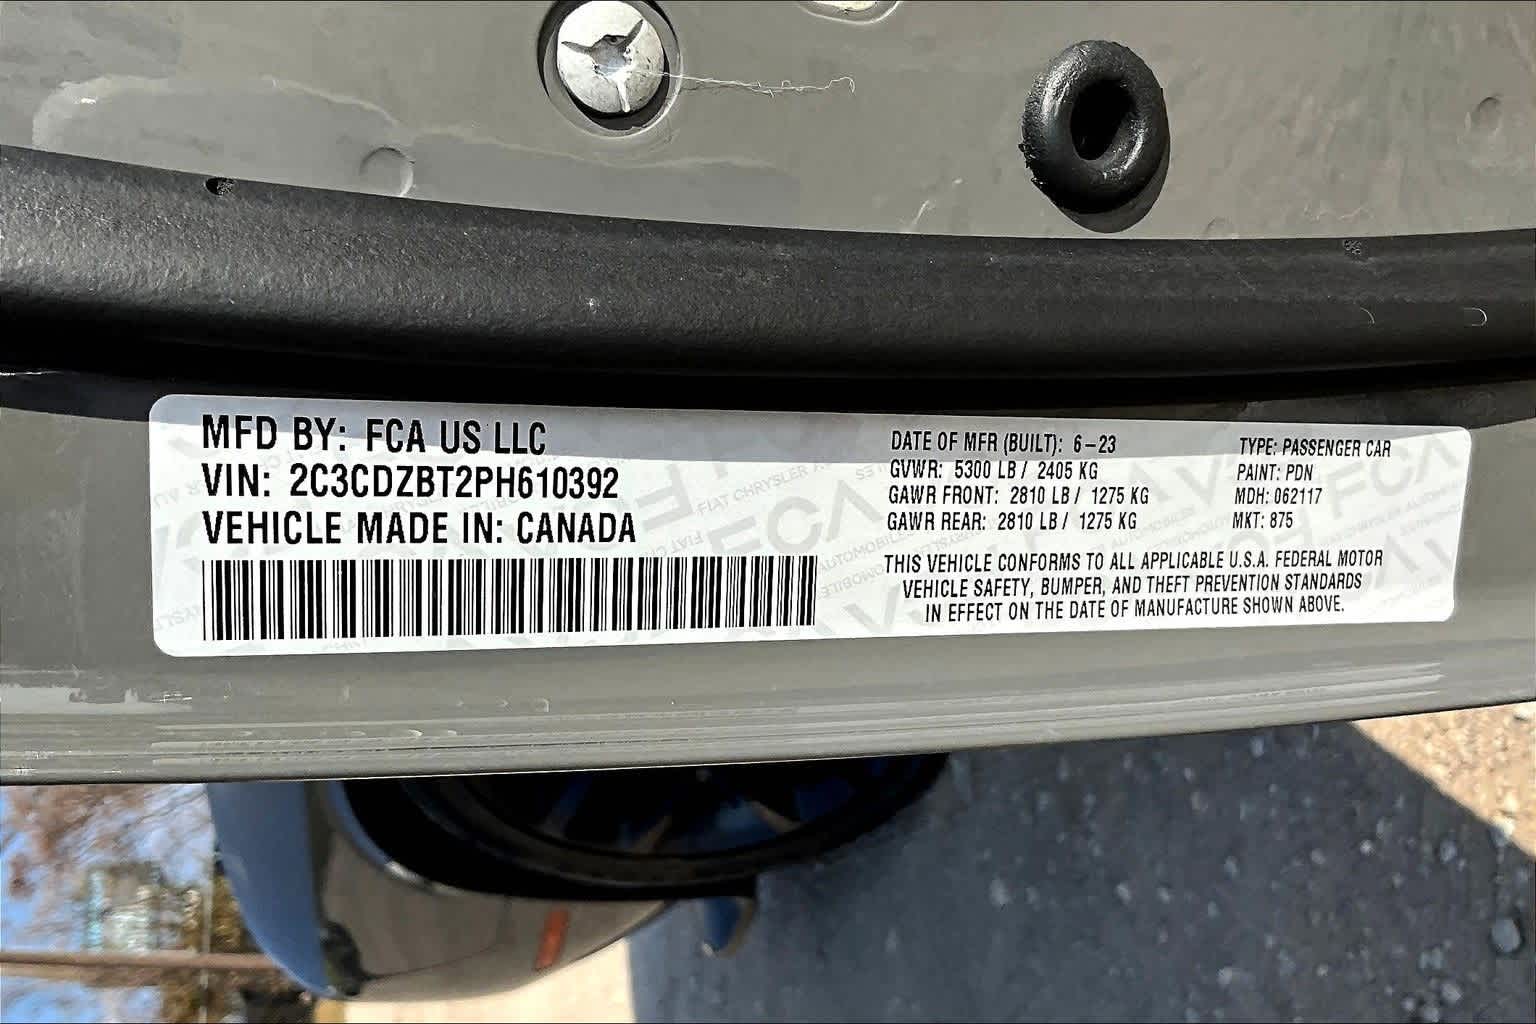 MFD BY: FCA US LLC
VIN: 2C3CDZBT2PH610392
VEHICLE MADE IN: CANADA
DATE OF MFR (BUILT): 6-23
GVWR: 5300 LB / 2405 KG
GAWR FRONT: 2810 LB / 1275 KG
GAWR REAR: 2810 LB / 1275 KG
TYPE: PASSENGER CAR
PAINT: PDN
MDH: 062117
MKT: 875
THIS VEHICLE CONFORMS TO ALL APPLICABLE U.S.A. FEDERAL MOTOR
VEHICLE SAFETY, BUMPER, AND THEFT PREVENTION STANDARDS
IN EFFECT ON THE DATE OF MANUFACTURE SHOWN ABOVE.